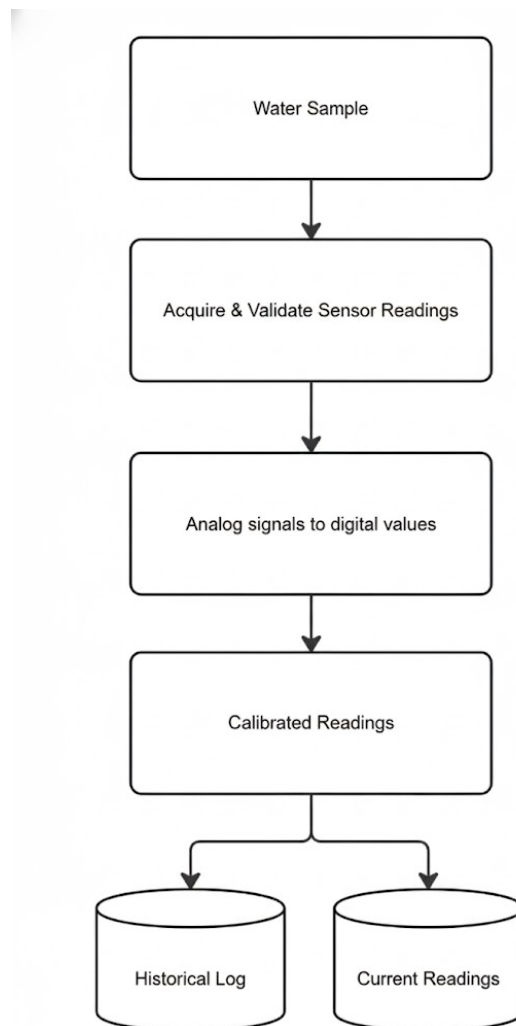 Water Sample
Acquire & Validate Sensor Readings
Analog signals to digital values
Calibrated Readings
Historical Log
Current Readings